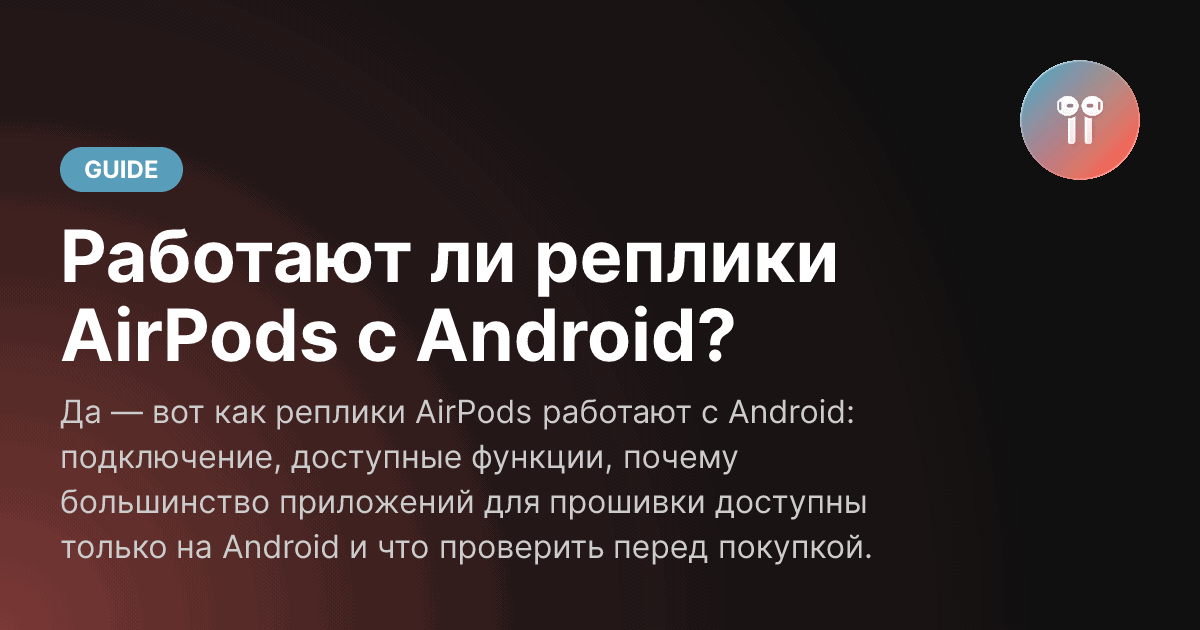 GUIDE
Работают ли реплики
AirPods с Android?
Да — вот как реплики AirPods работают с Android:
подключение, доступные функции, почему
большинство приложений для прошивки доступны
только на Android и что проверить перед покупкой.